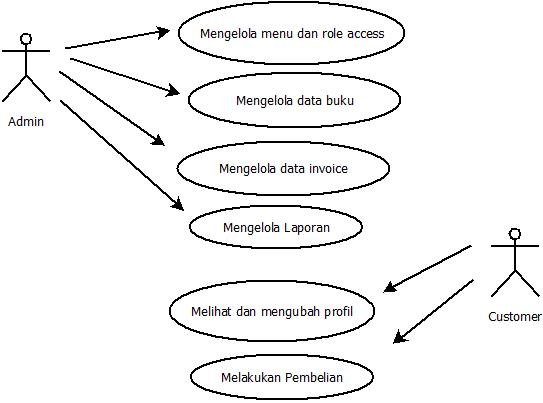 Mengelola menu dan role access
Mengelola data buku
Admin
Mengelola data invoice
Mengelola Laporan
Melihat dan mengubah profil
Customer
Melakukan Pembelian